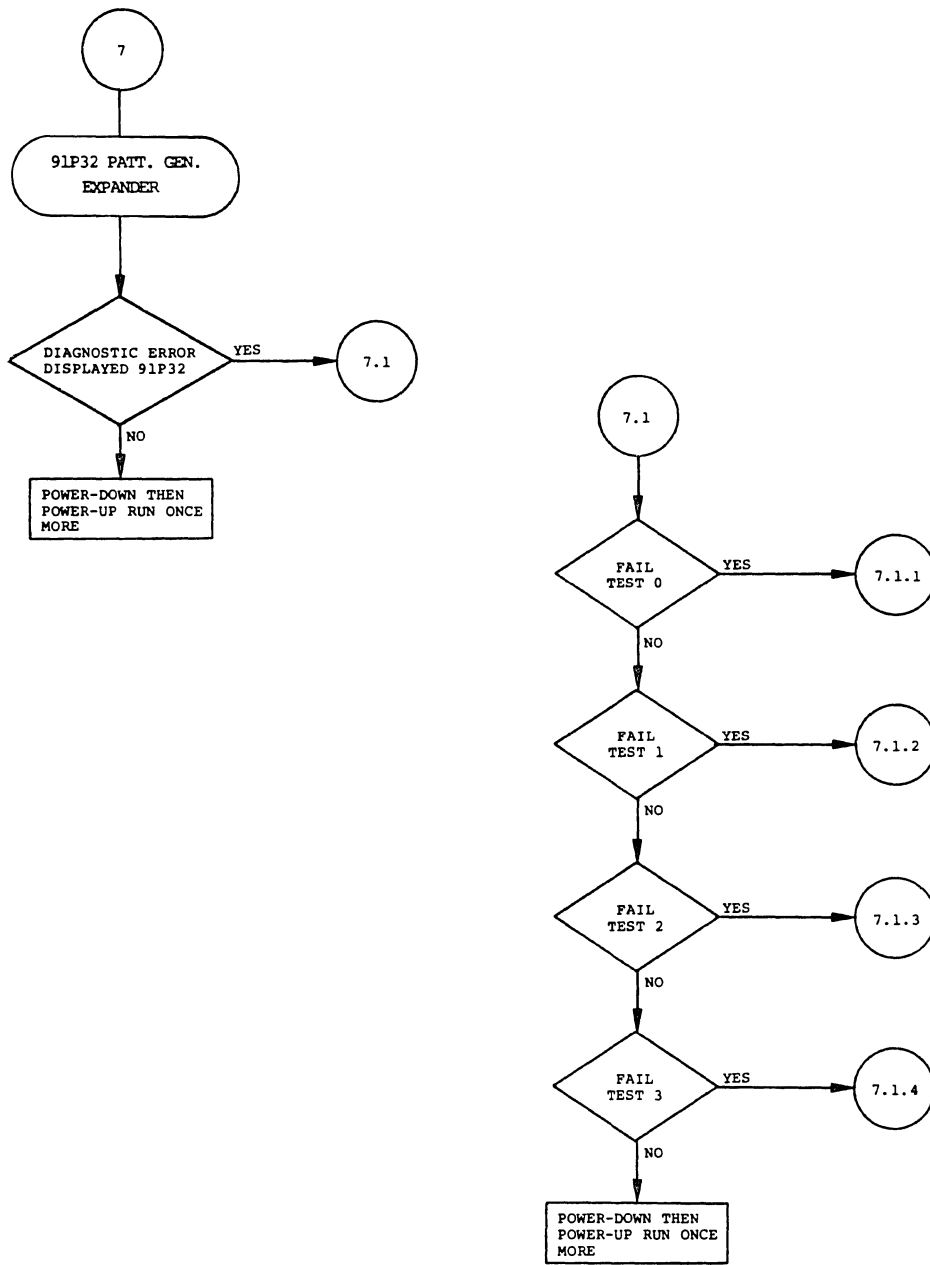 7
91P32 PATT. GEN.
EXPANDER
DIAGNOSTIC ERROR
DISPLAYED 91P32
YES
7.1
NO
POWER-DOWN THEN
POWER-UP RUN ONCE
MORE
7.1
FAIL
TEST 0
YES
7.1.1
NO
FAIL
TEST 1
YES
7.1.2
NO
FAIL
TEST 2
YES
7.1.3
NO
FAIL
TEST 3
YES
7.1.4
NO
POWER-DOWN THEN
POWER-UP RUN ONCE
MORE